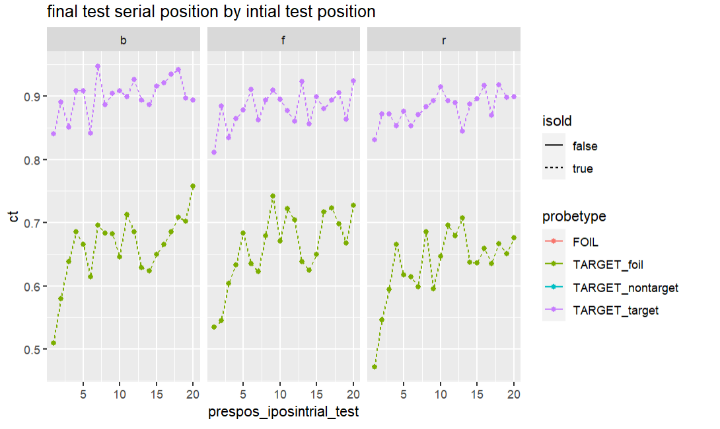 final test serial position by intial test position
b f r
0.9
0.8
0.7
0.6
0.5
ct
5 10 15 20 5 10 15 20 5 10 15 20
prespos_iposintrial_test
isold
false
true
probetype
FOIL
TARGET_foil
TARGET_nontarget
TARGET_target